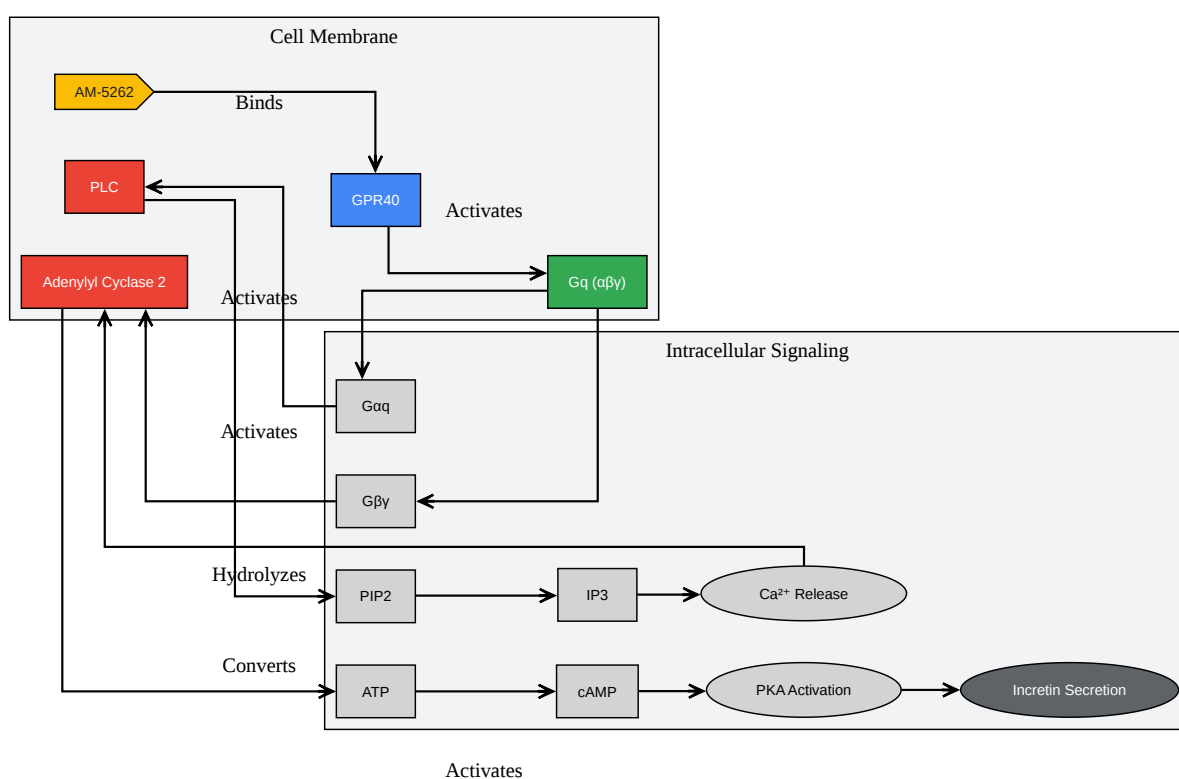 Cell Membrane
AM-5262
Binds
PLC
GPR40
Activates
Adenylyl Cyclase 2
Gq (αβγ)
Activates
Intracellular Signaling
Gαq
Activates
Gβγ
Hydrolyzes
PIP2
IP3
Ca²⁺ Release
Converts
ATP
cAMP
PKA Activation
Incretin Secretion
Activates